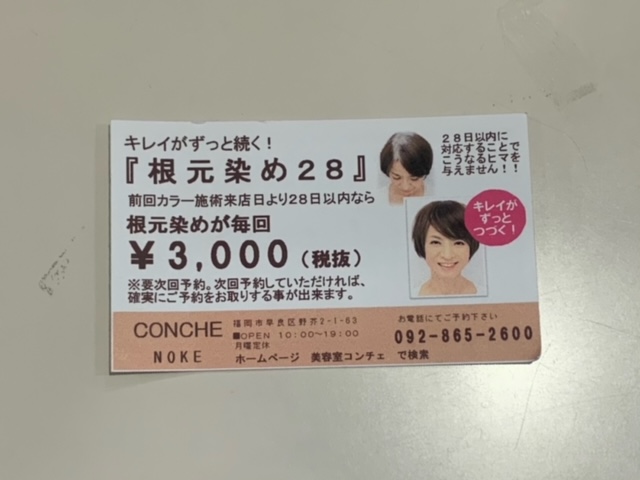 キレイがずっと続く！
『根元染め28』
前回カラー施術来店日より28日以内なら
根元染めが毎回
￥3,000（税抜）
※要次回予約。次回予約していただければ、
確実にご予約をお取りする事が出来ます。
28日以内に
対応することで
こうなるヒマを
与えません！！
キレイが
ずっと
つづく！
CONCHE
NOKE
福岡市早良区野芥2-1-63
■OPEN 10:00～19:00
月曜定休
お電話にてご予約下さい
092-865-2600
ホームページ 美容室コンチェ で検索